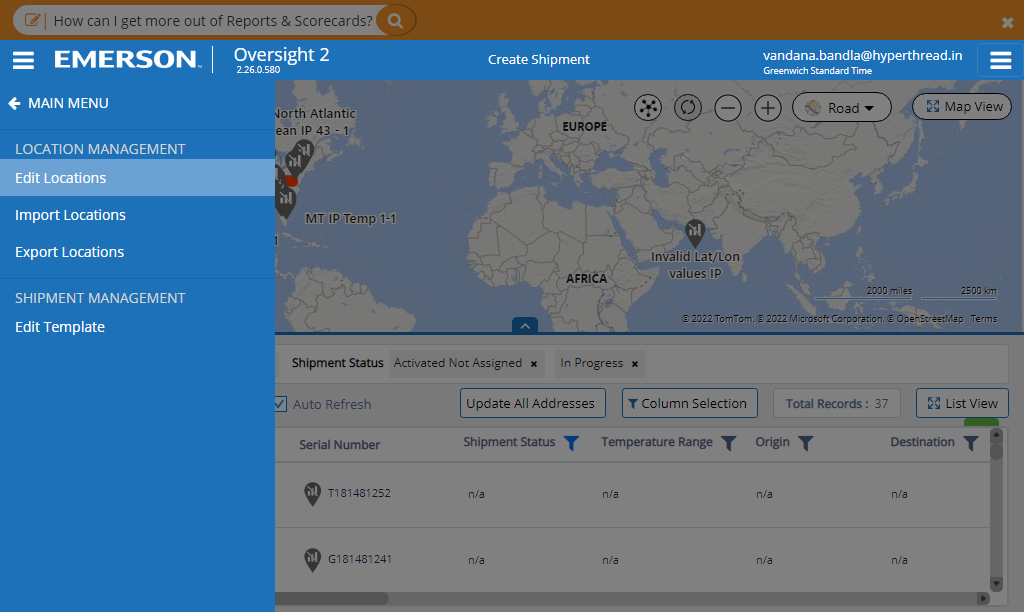 How can I get more out of Reports & Scorecards?
EMERSON
Oversight 2
2.26.0.580
Create Shipment
vandana.bandla@hyperthread.in
Greenwich Standard Time
MAIN MENU
LOCATION MANAGEMENT
Edit Locations
Import Locations
Export Locations
SHIPMENT MANAGEMENT
Edit Template
North Atlantic
ean IP 43 - 1
MT IP Temp 1-1
EUROPE
AFRICA
Invalid Lat/Lon
values IP
Road
Map View
2000 miles
2500 km
© 2022 TomTom, © 2022 Microsoft Corporation, © OpenStreetMap Terms
Shipment Status
Activated Not Assigned ×
In Progress ×
Auto Refresh
Update All Addresses
Column Selection
Total Records : 37
List View
Serial Number
Shipment Status
Temperature Range
Origin
Destination
T181481252 n/a n/a n/a n/a
G181481241 n/a n/a n/a n/a